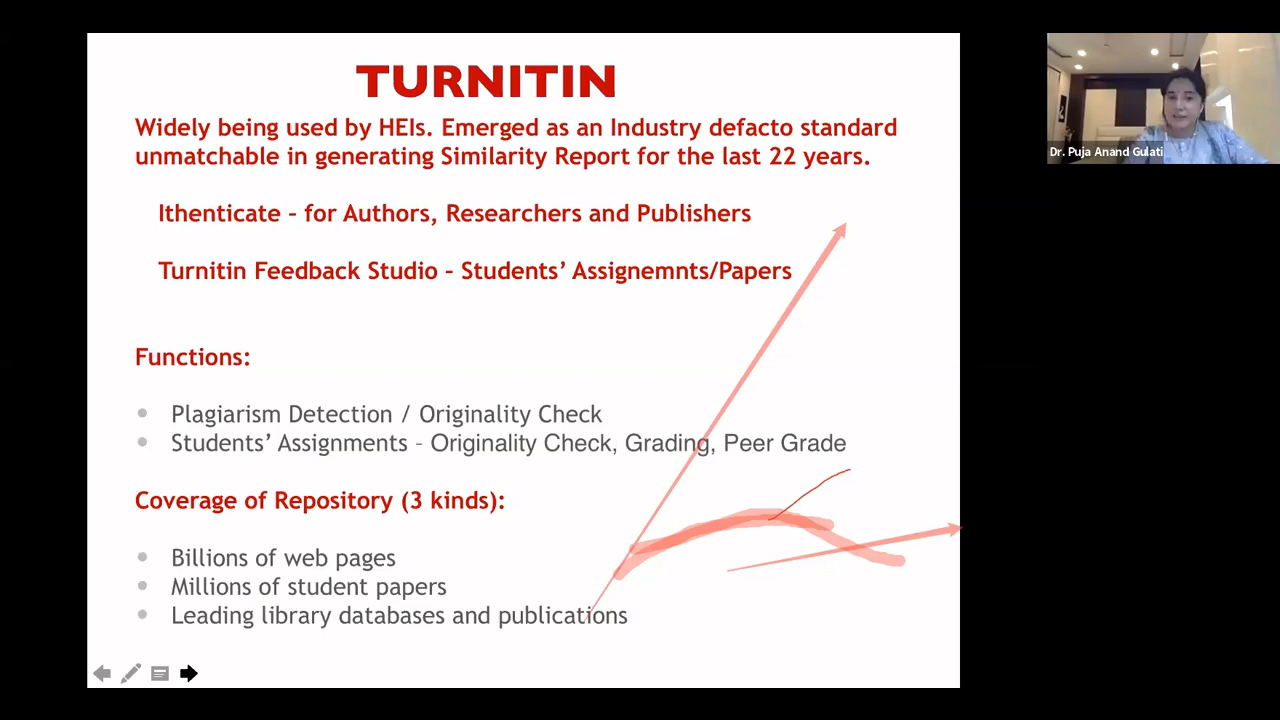 TURNITIN
Widely being used by HEIs. Emerged as an Industry defacto standard
unmatchable in generating Similarity Report for the last 22 years.
Ithenticate – for Authors, Researchers and Publishers
Turnitin Feedback Studio – Students’ Assignemnts/Papers
Functions:
Plagiarism Detection / Originality Check
Students’ Assignments – Originality Check, Grading, Peer Grade
Coverage of Repository (3 kinds):
Billions of web pages
Millions of student papers
Leading library databases and publications
Dr. Puja Anand Gulati